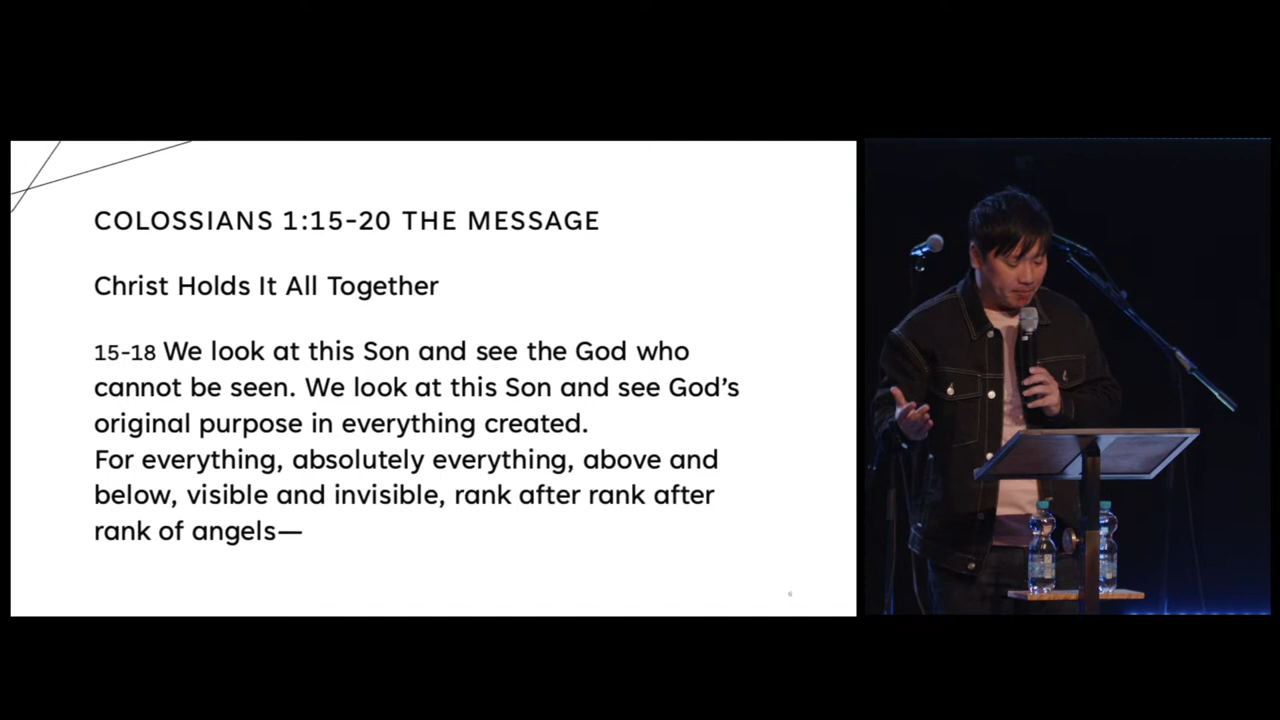 COLOSSIANS 1:15-20 THE MESSAGE
Christ Holds It All Together
15-18 We look at this Son and see the God who
cannot be seen. We look at this Son and see God’s
original purpose in everything created.
For everything, absolutely everything, above and
below, visible and invisible, rank after rank after
rank of angels—
6